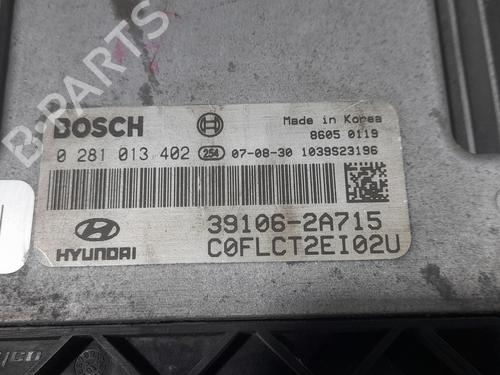 B-PARTS
BOSCH
Made in Korea
8605 0119
0 281 013 402 254 07-08-30 1039S23196
39106-2A715
HYUNDAI
C0FLCT2EI02U